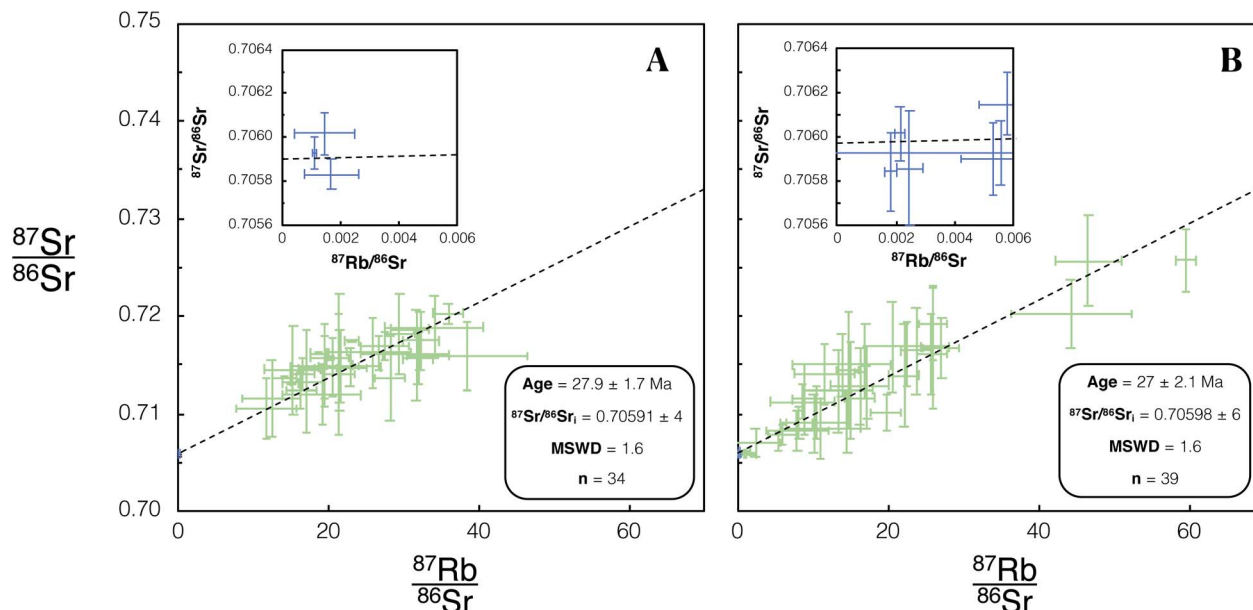 0.75
0.74
0.73
0.72
0.71
0.70
87Sr
86Sr
A
0.7064
0.7062
0.7060
0.7058
0.7056
87Sr/86Sr
0
0.002
0.004
0.006
87Rb/86Sr
Age = 27.9 ± 1.7 Ma
87Sr/86Sri = 0.70591 ± 4
MSWD = 1.6
n = 34
0
20
40
60
87Rb
86Sr
B
0.7064
0.7062
0.7060
0.7058
0.7056
87Sr/86Sr
0
0.002
0.004
0.006
87Rb/86Sr
Age = 27 ± 2.1 Ma
87Sr/86Sri = 0.70598 ± 6
MSWD = 1.6
n = 39
0
20
40
60
87Rb
86Sr